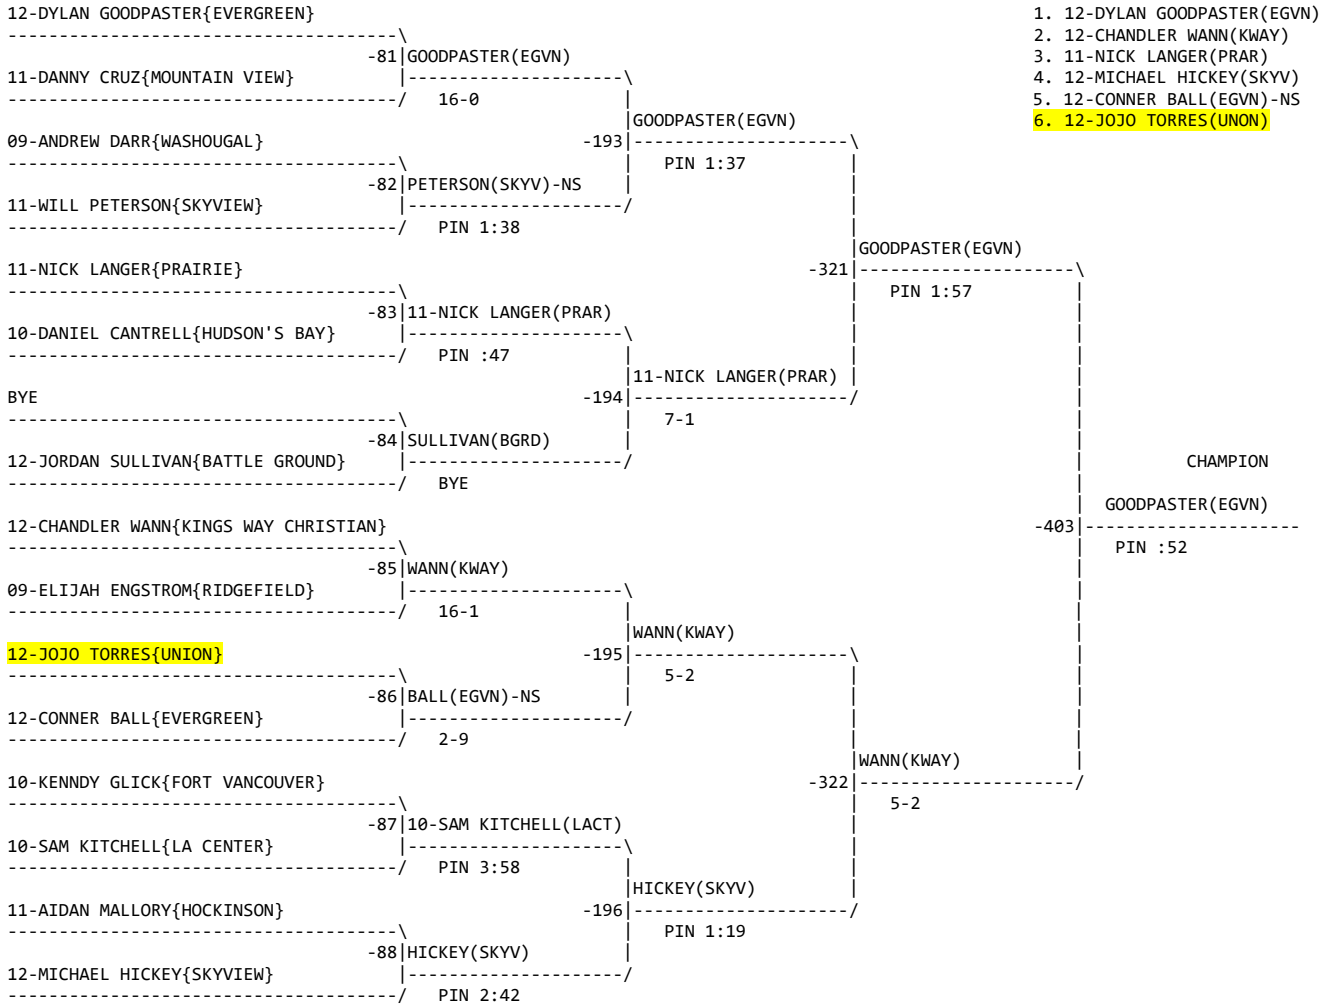 12-DYLAN GOODPASTER{EVERGREEN}
1. 12-DYLAN GOODPASTER(EGVN)
2. 12-CHANDLER WANN(KWAY)
-81 GOODPASTER(EGVN)
3. 11-NICK LANGER(PRAR)
11-DANNY CRUZ{MOUNTAIN VIEW}
4. 12-MICHAEL HICKEY(SKYV)
16-0
5. 12-CONNER BALL(EGVN)-NS
GOODPASTER(EGVN)
6. 12-JOJO TORRES(UNON)
09-ANDREW DARR{WASHOUGAL}
-193
PIN 1:37
-82 PETERSON(SKYV)-NS
11-WILL PETERSON{SKYVIEW}
PIN 1:38
GOODPASTER(EGVN)
11-NICK LANGER{PRAIRIE}
-321
PIN 1:57
-83 11-NICK LANGER(PRAR)
10-DANIEL CANTRELL{HUDSON'S BAY}
PIN :47
11-NICK LANGER(PRAR)
BYE
-194
7-1
-84 SULLIVAN(BGRD)
12-JORDAN SULLIVAN{BATTLE GROUND}
CHAMPION
BYE
GOODPASTER(EGVN)
12-CHANDLER WANN{KINGS WAY CHRISTIAN}
-403
PIN :52
-85 WANN(KWAY)
09-ELIJAH ENGSTROM{RIDGEFIELD}
16-1
WANN(KWAY)
12-JOJO TORRES{UNION}
-195
5-2
-86 BALL(EGVN)-NS
12-CONNER BALL{EVERGREEN}
2-9
WANN(KWAY)
10-KENNDY GLICK{FORT VANCOUVER}
-322
5-2
-87 10-SAM KITCHELL(LACT)
10-SAM KITCHELL{LA CENTER}
PIN 3:58
HICKEY(SKYV)
11-AIDAN MALLORY{HOCKINSON}
-196
PIN 1:19
-88 HICKEY(SKYV)
12-MICHAEL HICKEY{SKYVIEW}
PIN 2:42